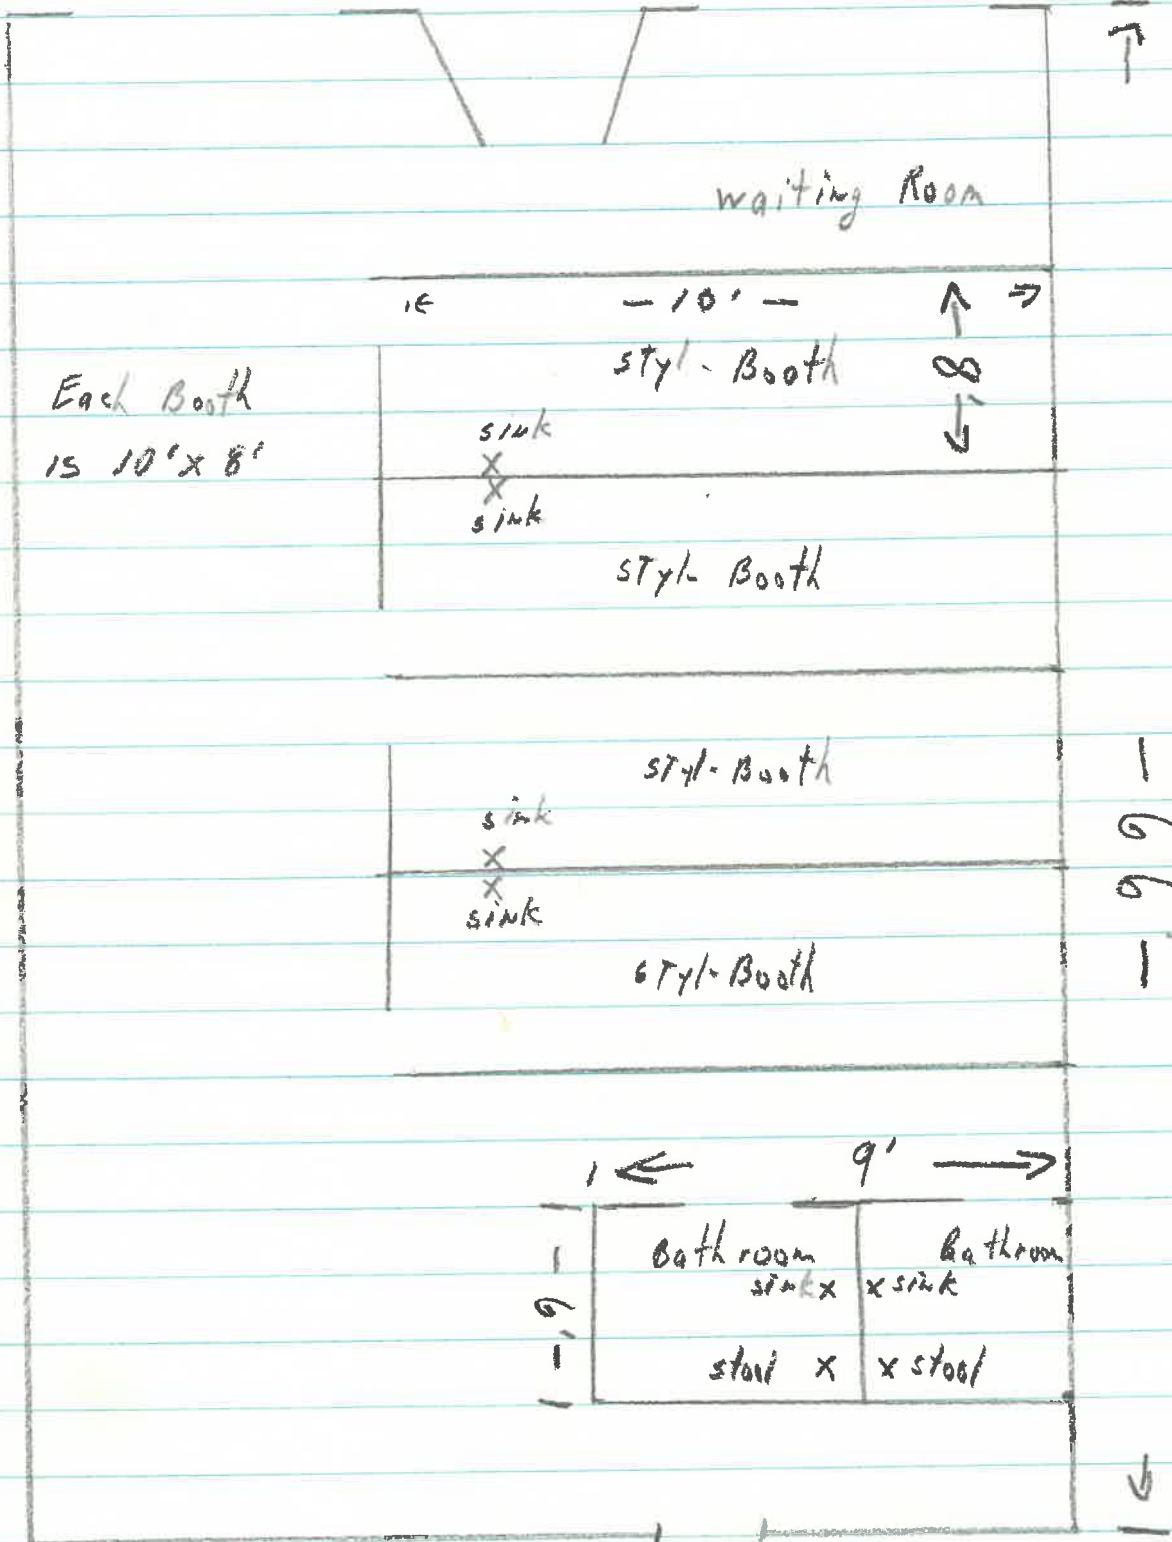 waiting Room
- 10' -
8'
styl-Booth
Each Booth
is 10' x 8'
sink
x
x
sink
styl-Booth
styl-Booth
sink
x
x
sink
styl-Booth
- 66' -
9'
- 6' -
Bathroom Bathroom
sink x x sink
stool x x stool